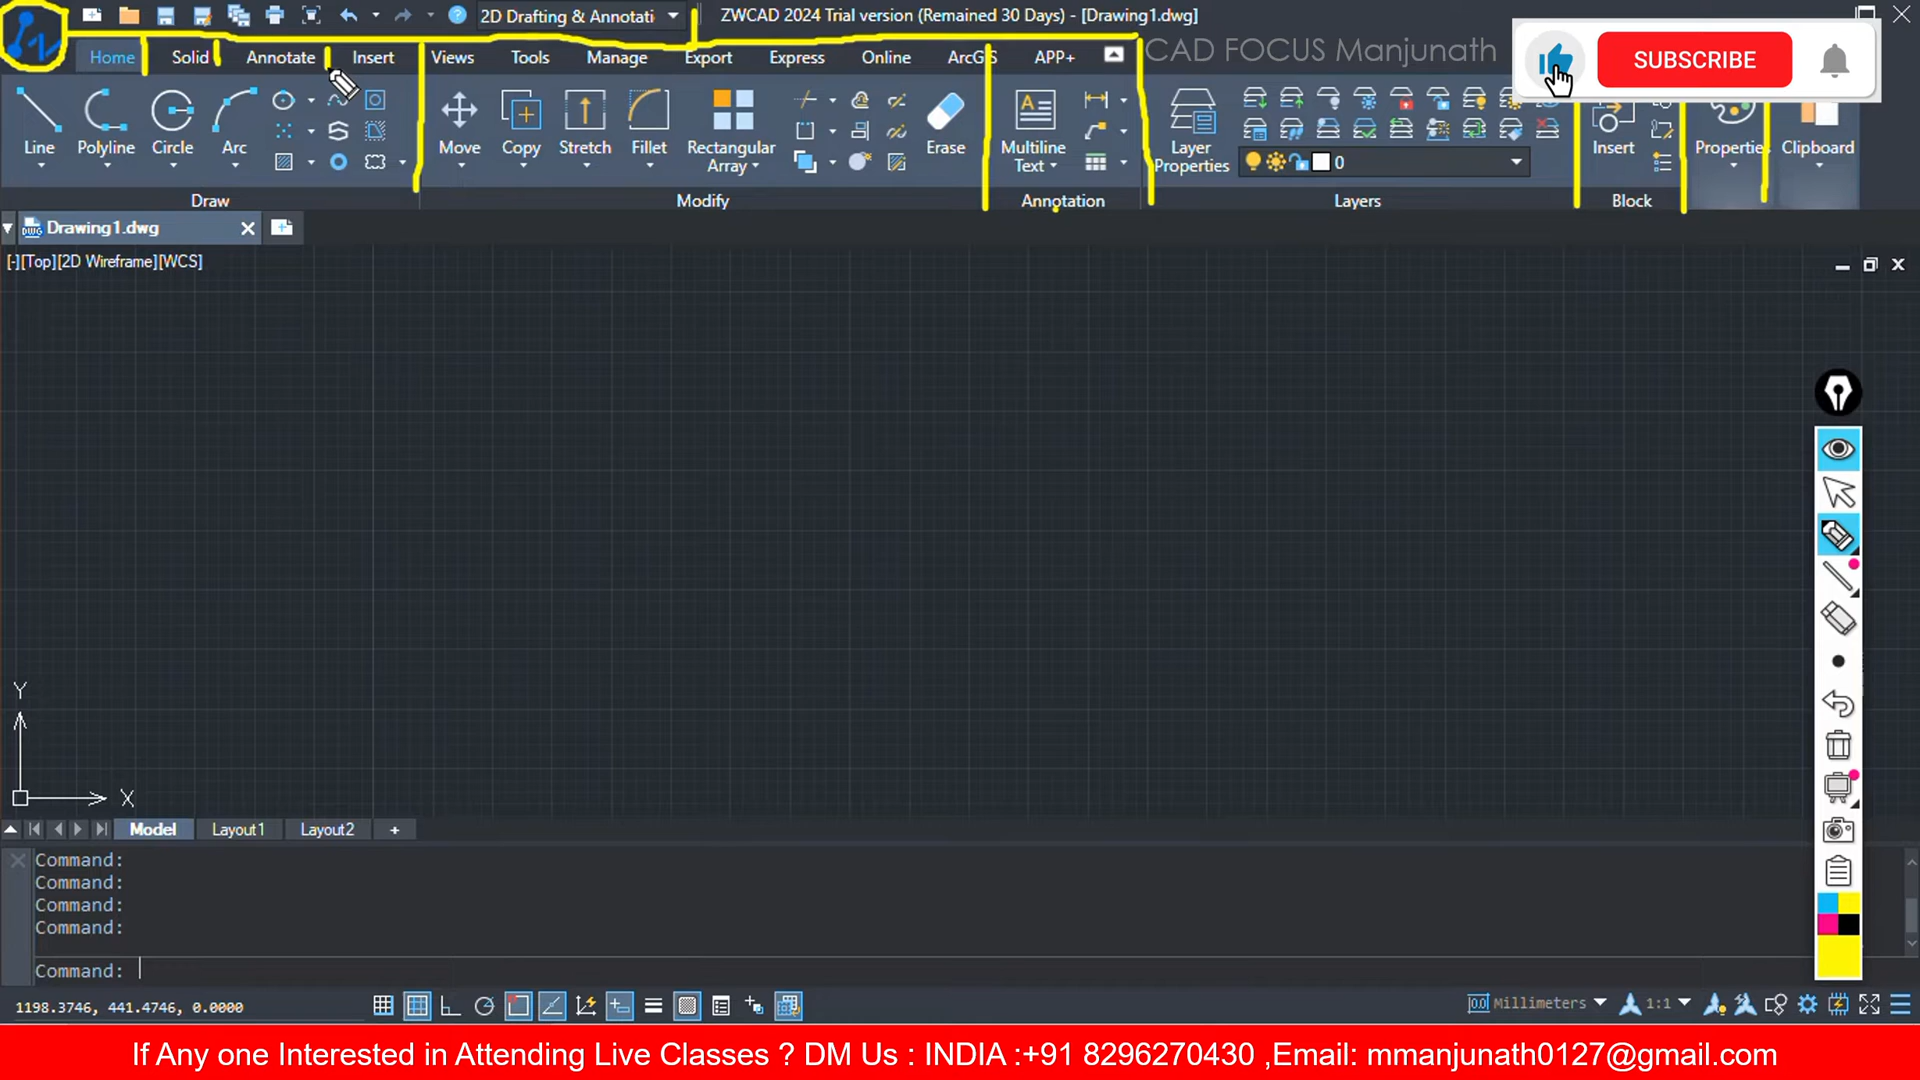 2D Drafting & Annotati
ZWCAD 2024 Trial version (Remained 30 Days) - [Drawing1.dwg]
Home Solid Annotate Insert Views Tools Manage Export Express Online ArcGIS APP+
CAD FOCUS Manjunath
SUBSCRIBE
Line Polyline Circle Arc
Move Copy Stretch Fillet Rectangular Array Erase
Multiline Text
Layer Properties
0
Insert Properties Clipboard
Draw Modify Annotation Layers Block
Drawing1.dwg
[-][Top][2D Wireframe][WCS]
Y
X
Model Layout1 Layout2 +
Command:
Command:
Command:
Command:
Command:
1198.3746, 441.4746, 0.0000
Millimeters 1:1
If Any one Interested in Attending Live Classes ? DM Us : INDIA :+91 8296270430 ,Email: mmanjunath0127@gmail.com